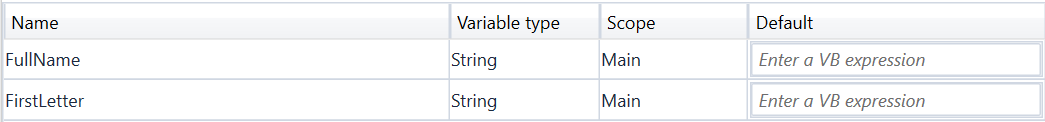 Name Variable type Scope Default
FullName String Main Enter a VB expression
FirstLetter String Main Enter a VB expression